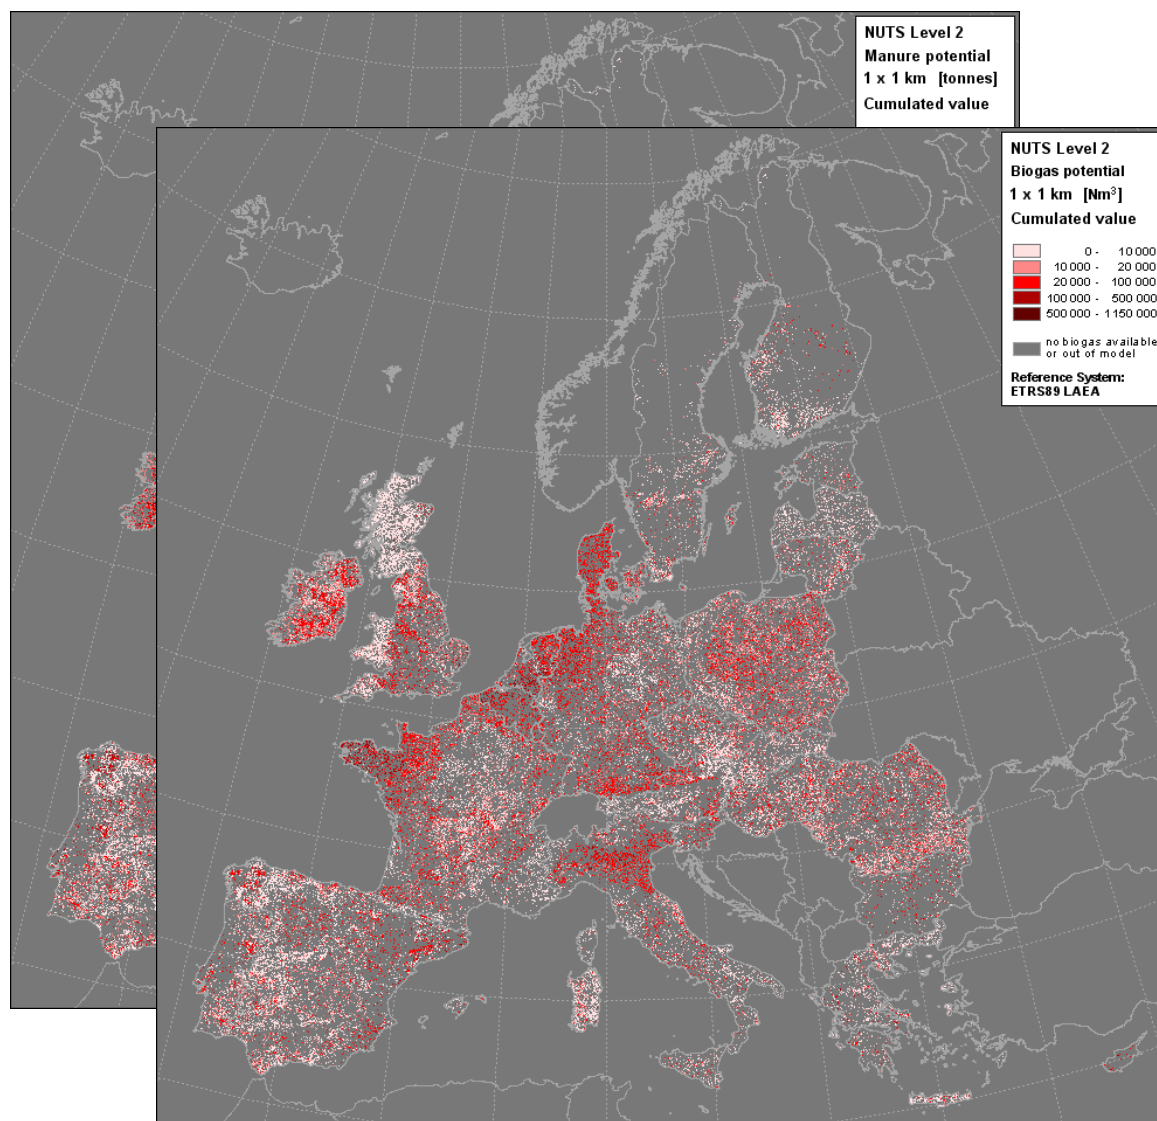 NUTS Level 2
Manure potential
1 x 1 km [tonnes]
Cumulated value
NUTS Level 2
Biogas potential
1 x 1 km [Nm³]
Cumulated value
0 - 10 000
10 000 - 20 000
20 000 - 100 000
100 000 - 500 000
500 000 - 1 150 000
no biogas available
or out of model
Reference System:
ETRS89 LAEA